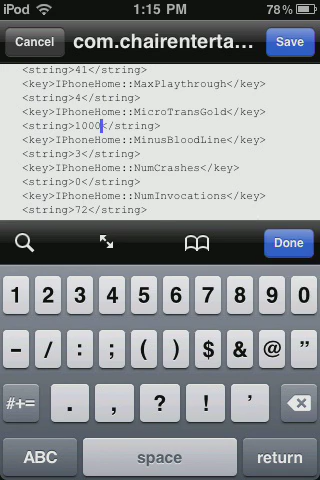 iPod 1:15 PM 78%
Cancel com.chairenterta... Save
<string>41</string>
<key>IPhoneHome::MaxPlaythrough</key>
<string>4</string>
<key>IPhoneHome::MicroTransGold</key>
<string>1000</string>
<key>IPhoneHome::MinusBloodLine</key>
<string>3</string>
<key>IPhoneHome::NumCrashes</key>
<string>0</string>
<key>IPhoneHome::NumInvocations</key>
<string>72</string>
Done
1 2 3 4 5 6 7 8 9 0
- / : ; ( ) $ & @ "
#+= . , ? ! '
ABC space return